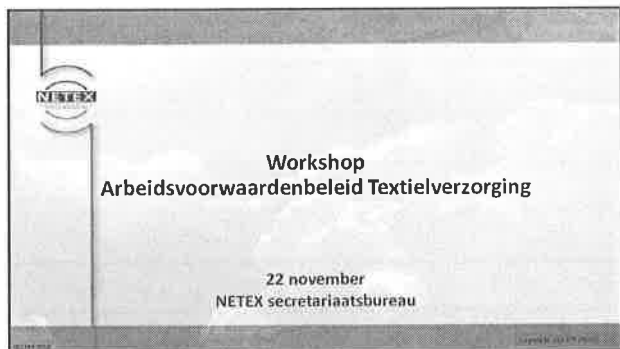 NETEX
Workshop
Arbeidsvoorwaardenbeleid Textielverzorging
22 november
NETEX secretariaatsbureau